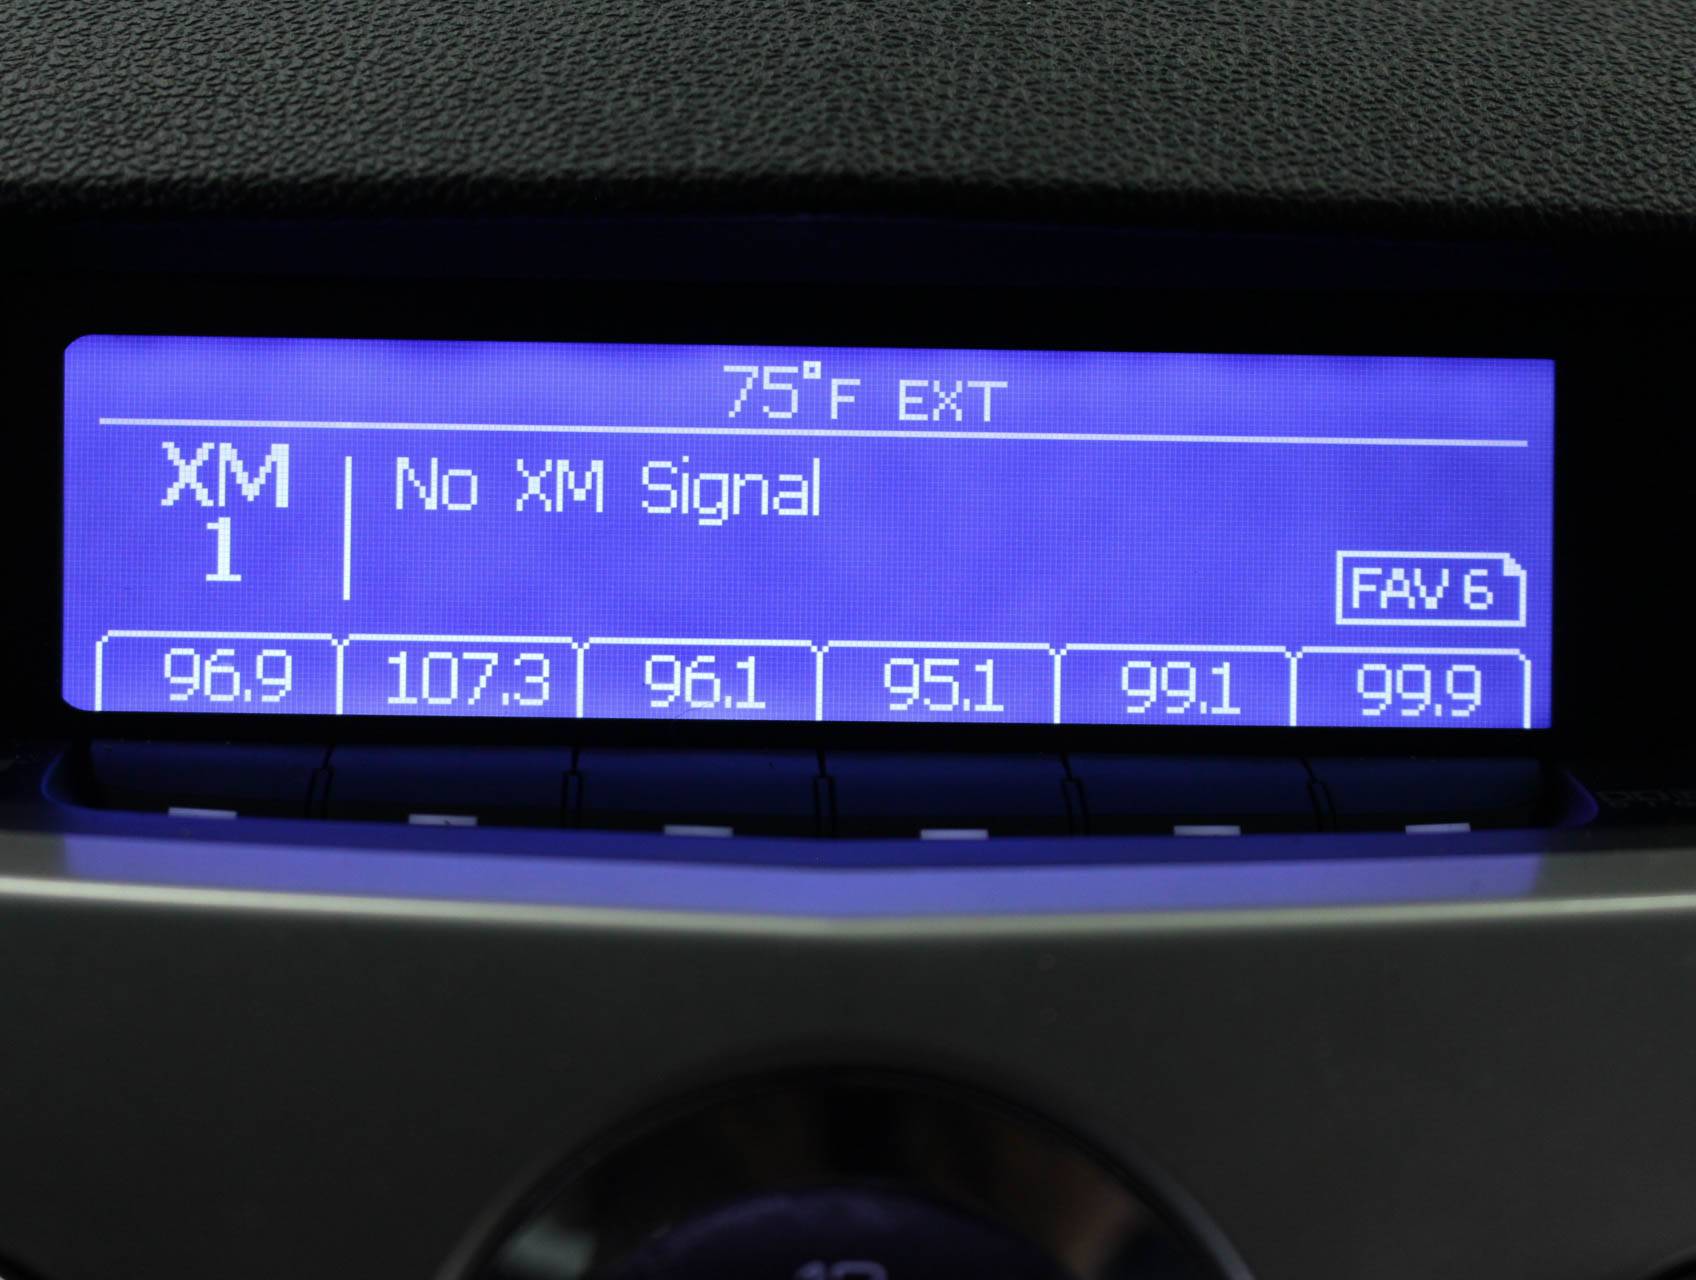 75°F EXT
XM
1
No XM Signal
FAV 6
96.9 107.3 96.1 95.1 99.1 99.9
12